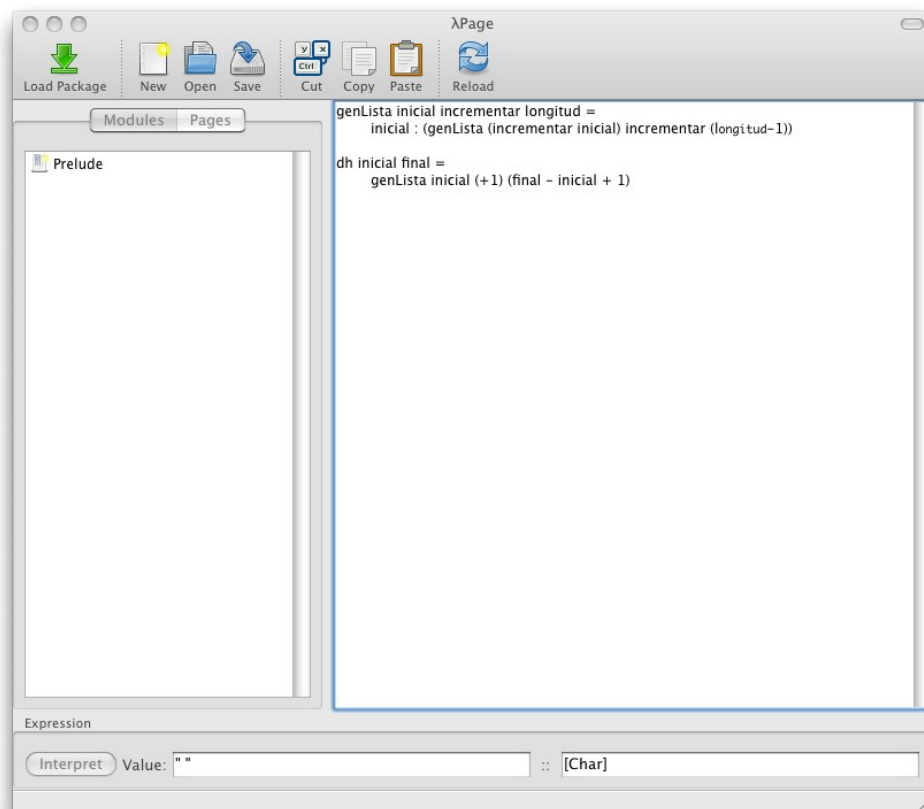 λPage
y x
Ctrl
Load Package New Open Save Cut Copy Paste Reload
Modules Pages
Prelude
genLista inicial incrementar longitud =
inicial : (genLista (incrementar inicial) incrementar (longitud-1))
dh inicial final =
genLista inicial (+1) (final - inicial + 1)
Expression
Interpret Value: " " :: [Char]